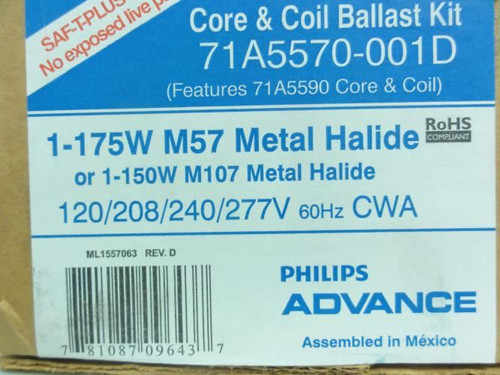 SAF-T-PLUS
No exposed live
Core & Coil Ballast Kit
71A5570-001D
(Features 71A5590 Core & Coil)
1-175W M57 Metal Halide RoHS COMPLIANT
or 1-150W M107 Metal Halide
120/208/240/277V 60Hz CWA
ML1557063 REV. D
7 81087 09643 7
PHILIPS
ADVANCE
Assembled in México